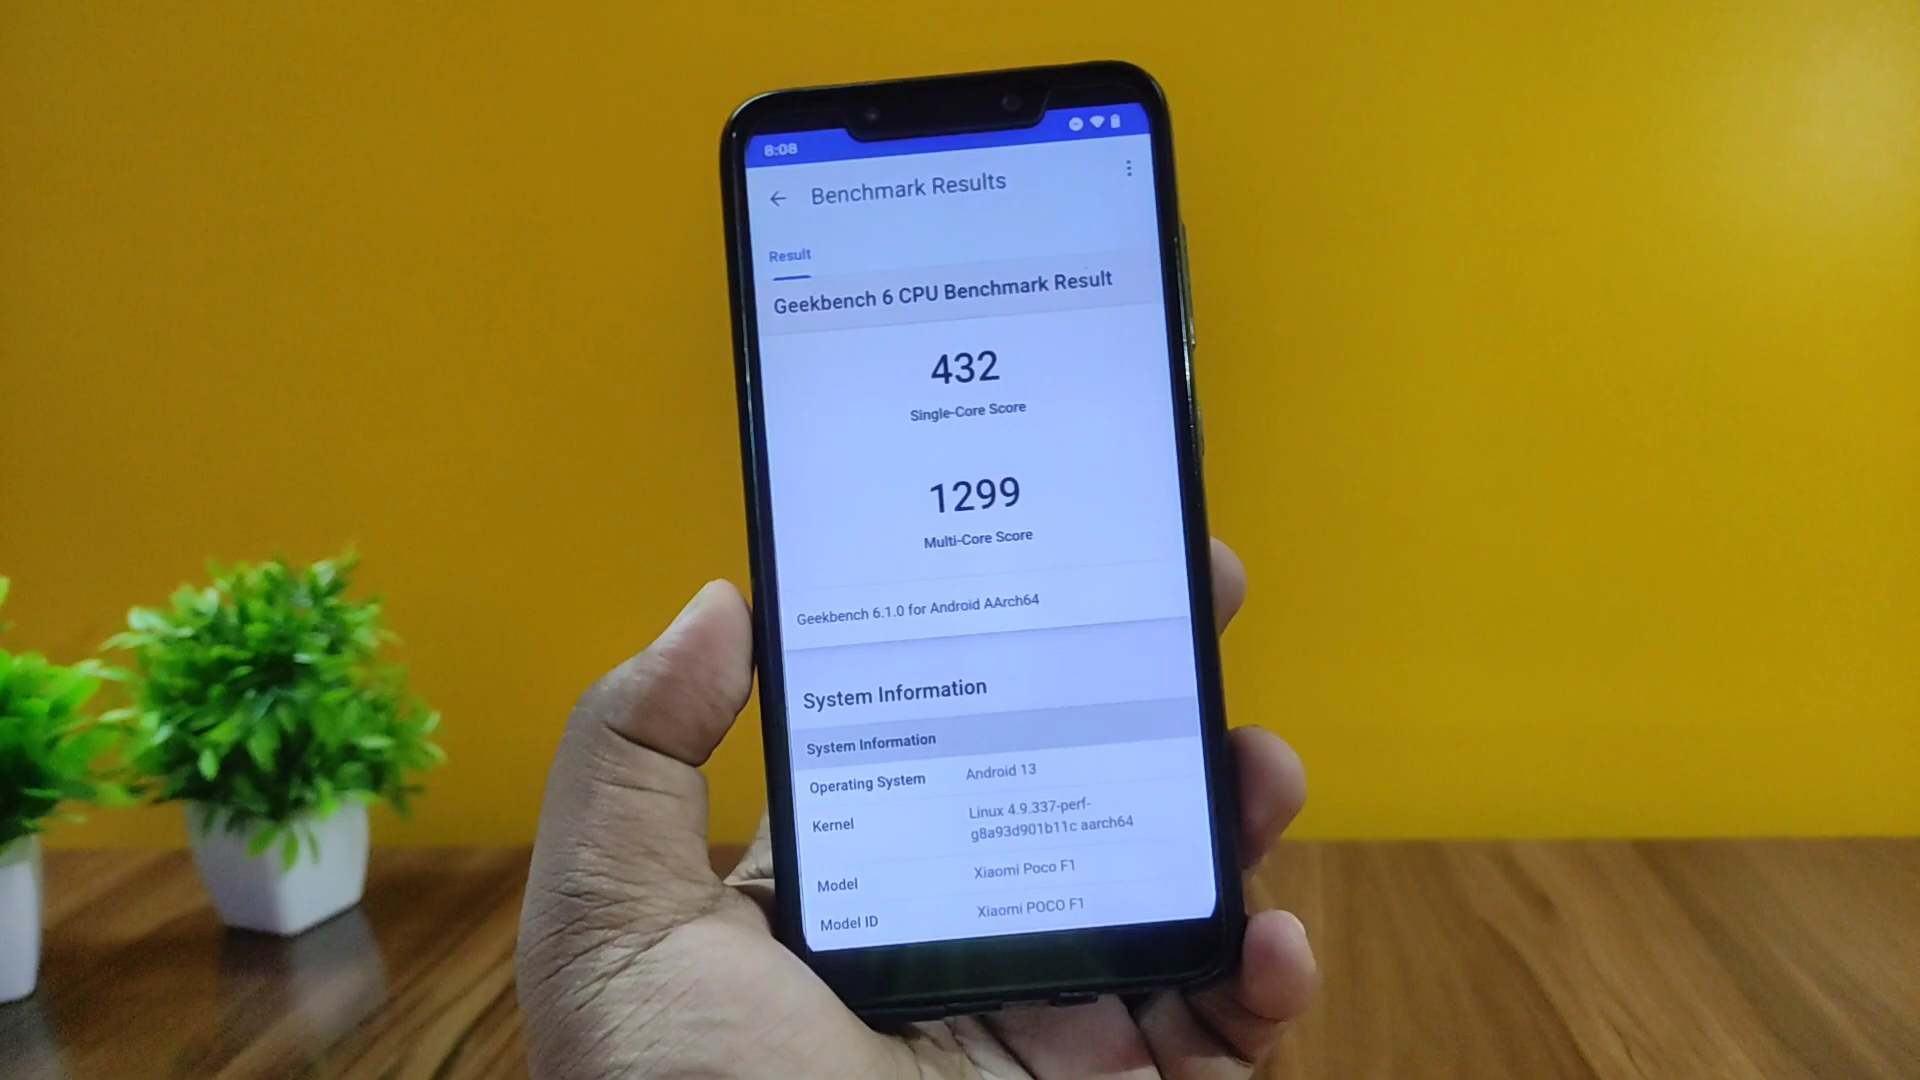 8:08
Benchmark Results
Result
Geekbench 6 CPU Benchmark Result
432
Single-Core Score
1299
Multi-Core Score
Geekbench 6.1.0 for Android AArch64
System Information
System Information
Operating System Android 13
Kernel Linux 4.9.337-perf-
g8a93d901b11c aarch64
Model Xiaomi Poco F1
Model ID Xiaomi POCO F1